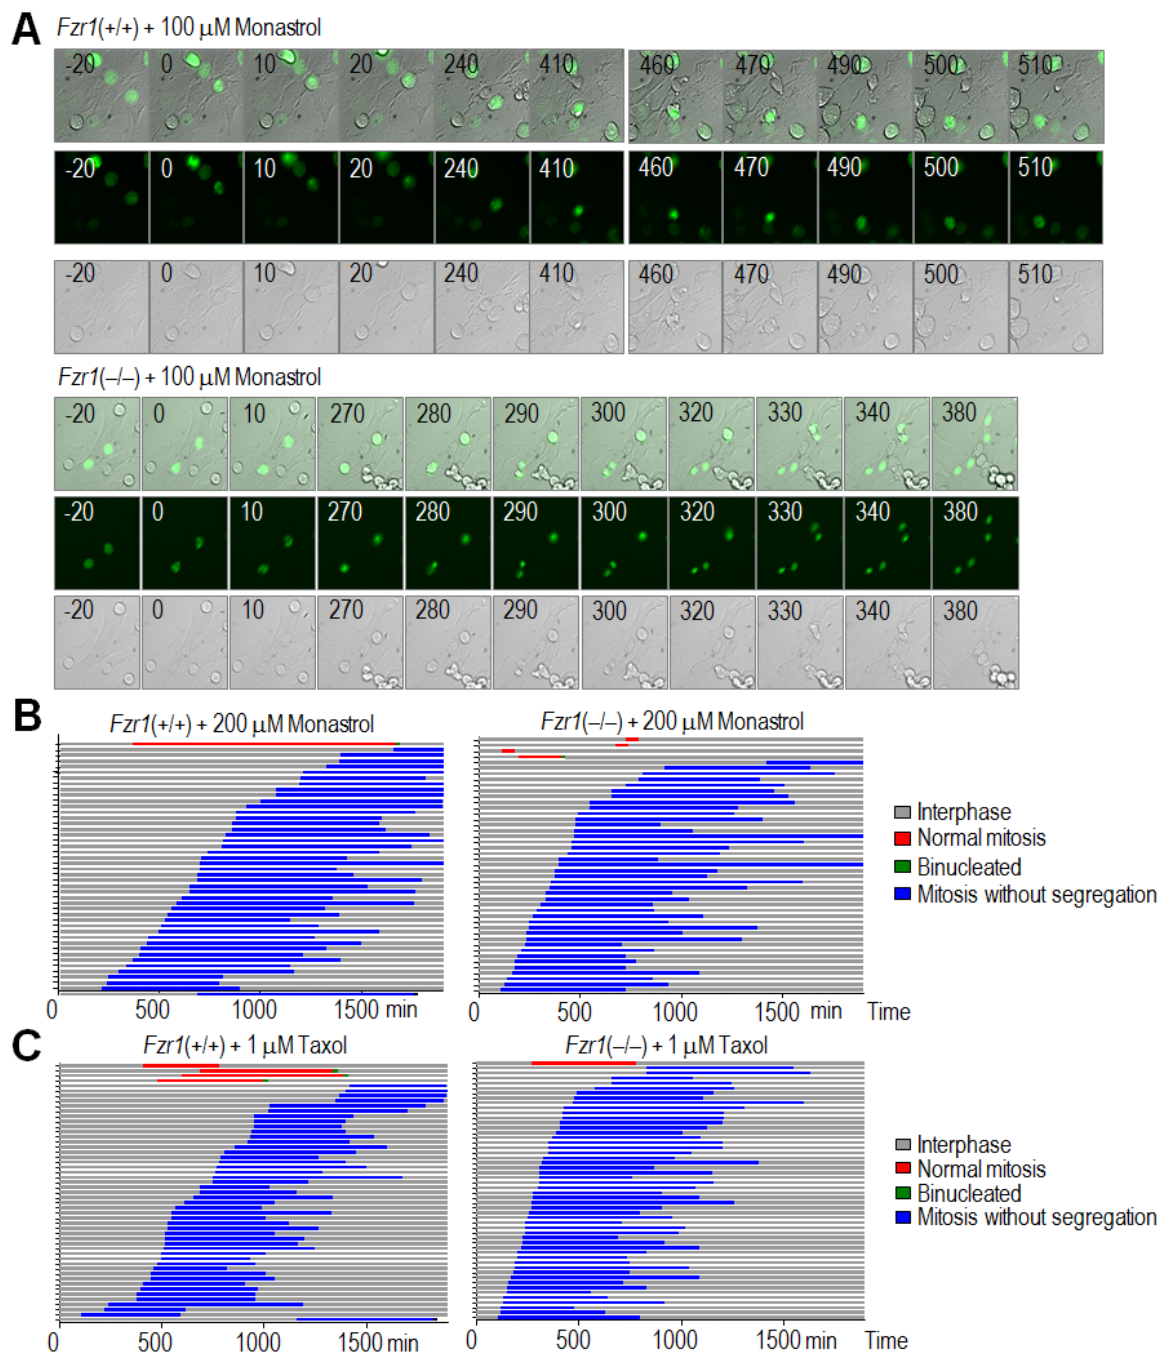 A
Fzr1(+/+) + 100 μM Monastrol
-20 0 10 20 240 410 460 470 490 500 510
-20 0 10 20 240 410 460 470 490 500 510
-20 0 10 20 240 410 460 470 490 500 510
Fzr1(–/–) + 100 μM Monastrol
-20 0 10 270 280 290 300 320 330 340 380
-20 0 10 270 280 290 300 320 330 340 380
-20 0 10 270 280 290 300 320 330 340 380
B
Fzr1(+/+) + 200 μM Monastrol
0 500 1000 1500 min
Fzr1(–/–) + 200 μM Monastrol
0 500 1000 1500 min Time
Interphase
Normal mitosis
Binucleated
Mitosis without segregation
C
Fzr1(+/+) + 1 μM Taxol
0 500 1000 1500 min
Fzr1(–/–) + 1 μM Taxol
0 500 1000 1500 min Time
Interphase
Normal mitosis
Binucleated
Mitosis without segregation